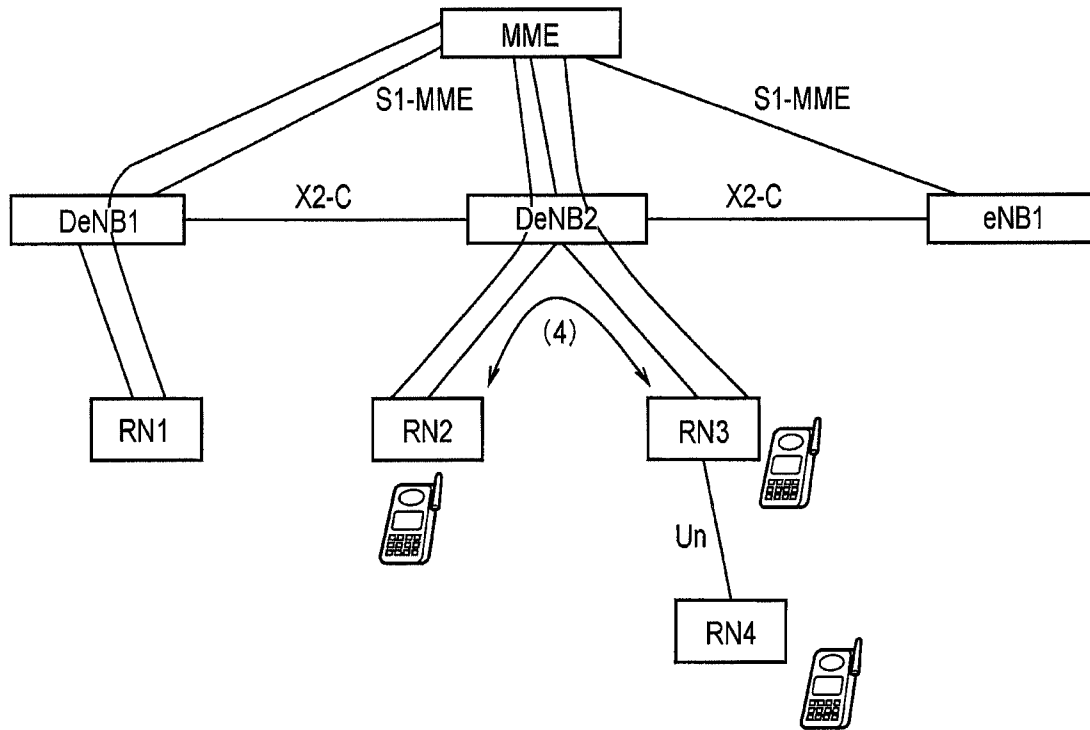 MME
S1-MME
S1-MME
DeNB1
X2-C
DeNB2
X2-C
eNB1
(4)
RN1
RN2
RN3
Un
RN4